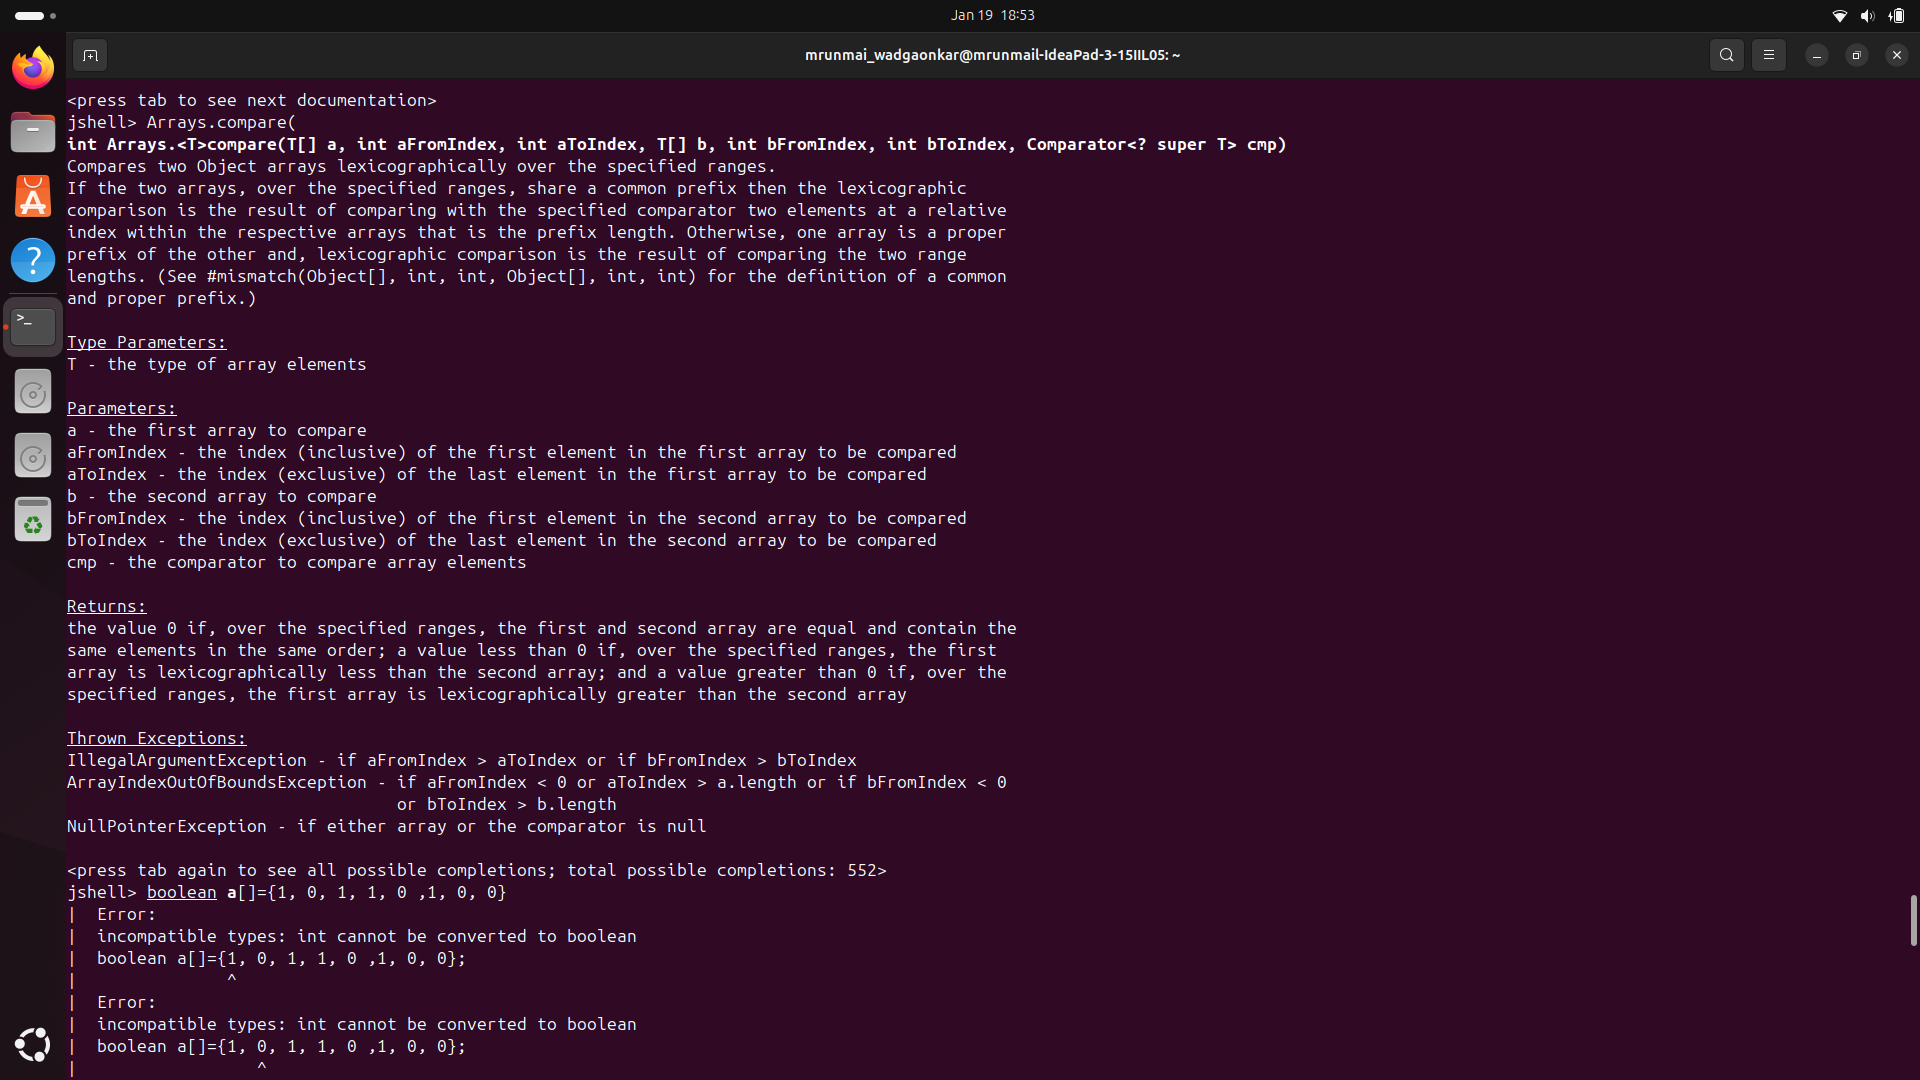 Jan 19 18:53
mrunmai_wadgaonkar@mrunmail-IdeaPad-3-15IIL05: ~
<press tab to see next documentation>
jshell> Arrays.compare(
int Arrays.<T>compare(T[] a, int aFromIndex, int aToIndex, T[] b, int bFromIndex, int bToIndex, Comparator<? super T> cmp)
Compares two Object arrays lexicographically over the specified ranges.
If the two arrays, over the specified ranges, share a common prefix then the lexicographic
comparison is the result of comparing with the specified comparator two elements at a relative
index within the respective arrays that is the prefix length. Otherwise, one array is a proper
prefix of the other and, lexicographic comparison is the result of comparing the two range
lengths. (See #mismatch(Object[], int, int, Object[], int, int) for the definition of a common
and proper prefix.)
Type Parameters:
T - the type of array elements
Parameters:
a - the first array to compare
aFromIndex - the index (inclusive) of the first element in the first array to be compared
aToIndex - the index (exclusive) of the last element in the first array to be compared
b - the second array to compare
bFromIndex - the index (inclusive) of the first element in the second array to be compared
bToIndex - the index (exclusive) of the last element in the second array to be compared
cmp - the comparator to compare array elements
Returns:
the value 0 if, over the specified ranges, the first and second array are equal and contain the
same elements in the same order; a value less than 0 if, over the specified ranges, the first
array is lexicographically less than the second array; and a value greater than 0 if, over the
specified ranges, the first array is lexicographically greater than the second array
Thrown Exceptions:
IllegalArgumentException - if aFromIndex > aToIndex or if bFromIndex > bToIndex
ArrayIndexOutOfBoundsException - if aFromIndex < 0 or aToIndex > a.length or if bFromIndex < 0
or bToIndex > b.length
NullPointerException - if either array or the comparator is null
<press tab again to see all possible completions; total possible completions: 552>
jshell> boolean a[]={1, 0, 1, 1, 0 ,1, 0, 0}
|  Error:
|  incompatible types: int cannot be converted to boolean
|  boolean a[]={1, 0, 1, 1, 0 ,1, 0, 0};
|               ^
|  Error:
|  incompatible types: int cannot be converted to boolean
|  boolean a[]={1, 0, 1, 1, 0 ,1, 0, 0};
|                  ^